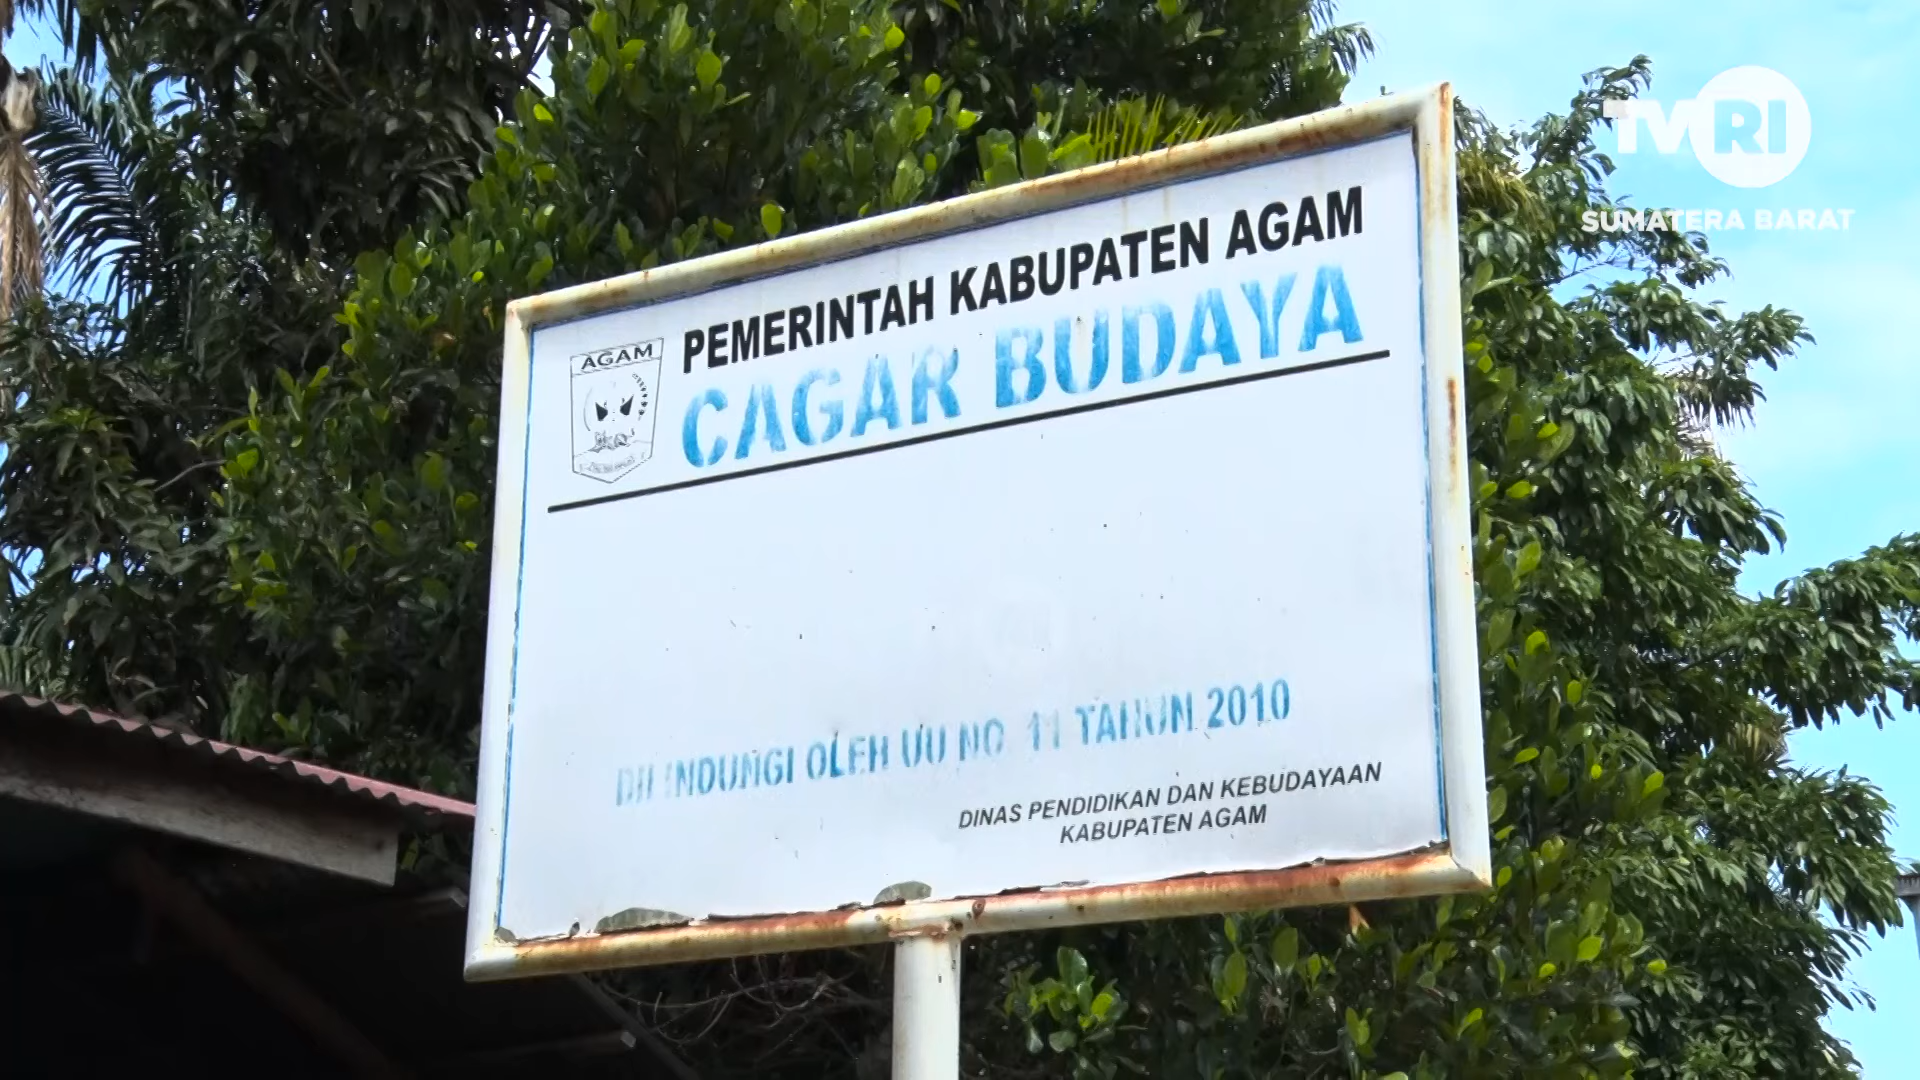 TVRI
SUMATERA BARAT
PEMERINTAH KABUPATEN AGAM
AGAM
CAGAR BUDAYA
DILINDUNGI OLEH UU NO 11 TAHUN 2010
DINAS PENDIDIKAN DAN KEBUDAYAAN
KABUPATEN AGAM